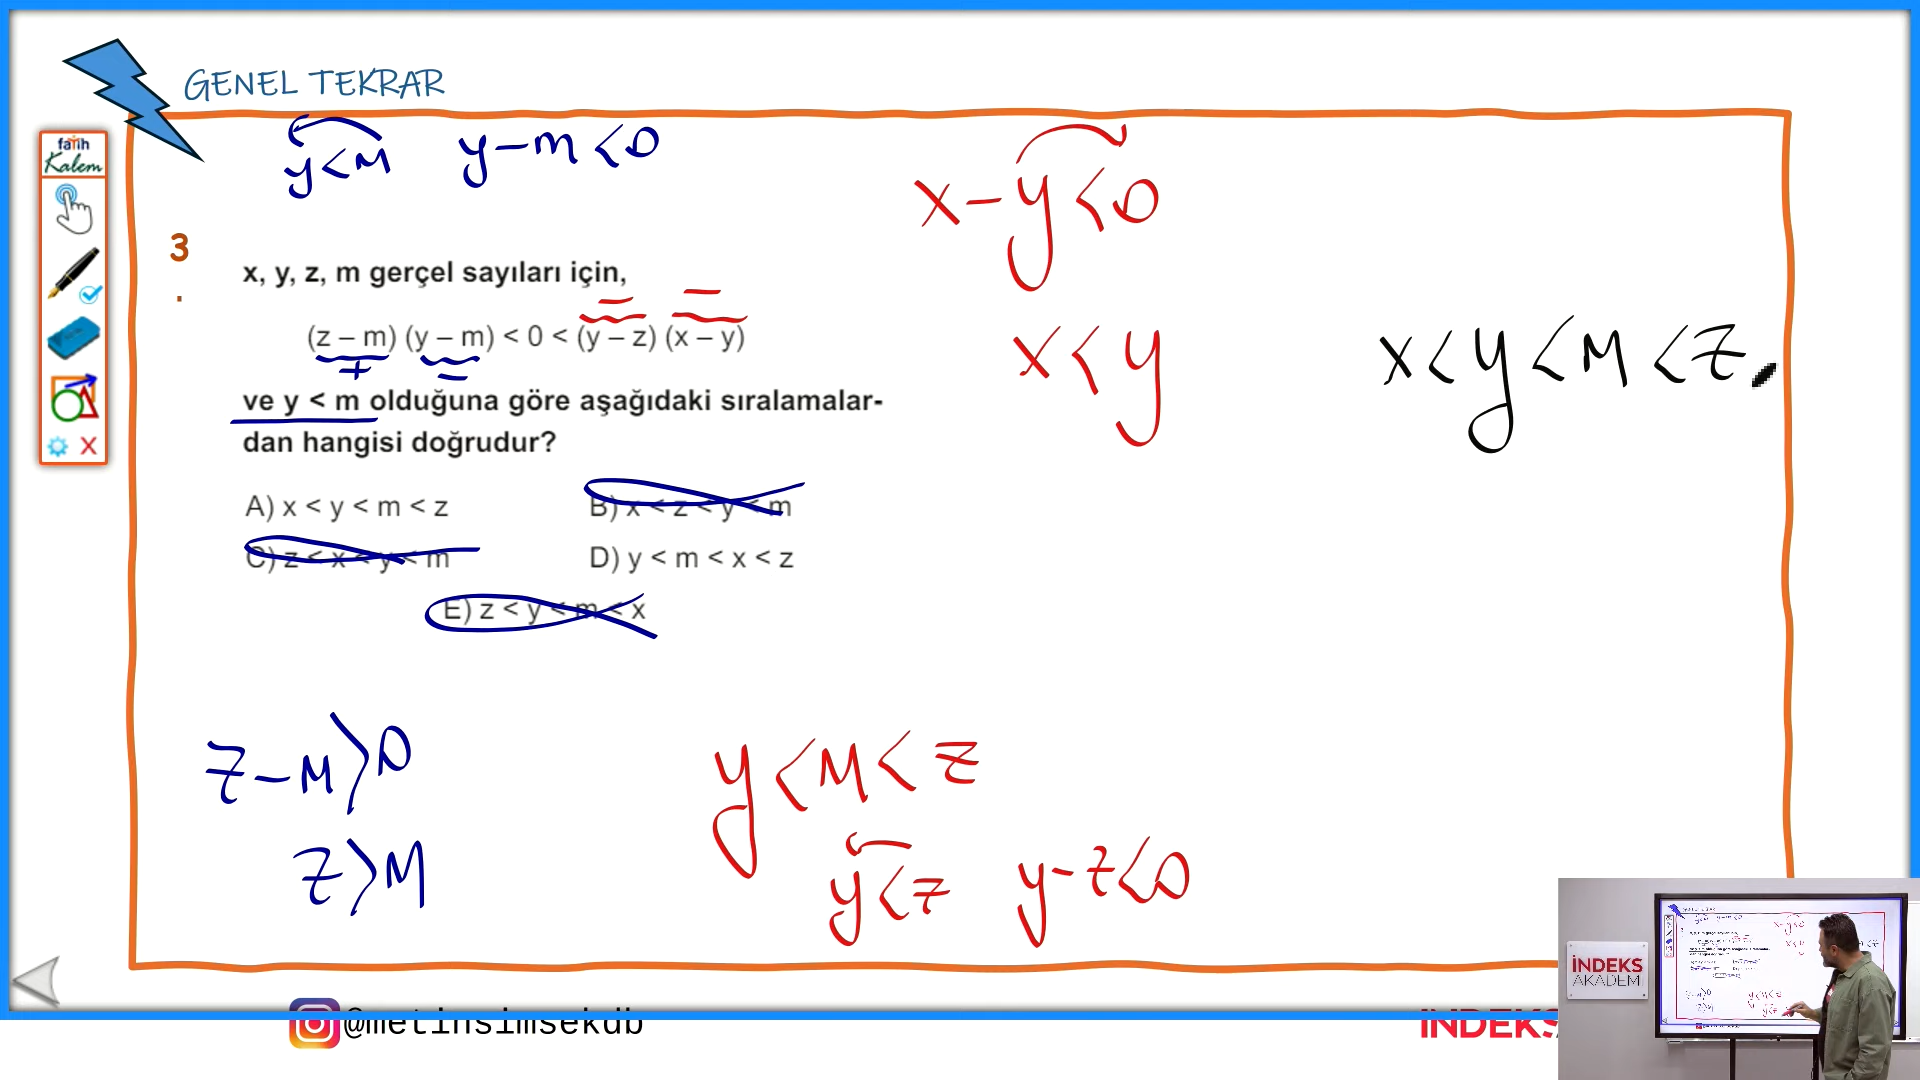 GENEL TEKRAR
fatih
Kalem
y<m   y-m<0
x-y<0
3
.
x, y, z, m gerçel sayıları için,
− −
(z – m) (y – m) < 0 < (y – z) (x – y)
+ −
x<y
x<y<m<z
ve y < m olduğuna göre aşağıdaki sıralamalar-
dan hangisi doğrudur?
A) x < y < m < z
B) x < z < y < m
C) z < x < y < m
D) y < m < x < z
E) z < y < m < x
z-m>0
y<m<z
z>m
y<z   y-z<0
İNDEKS
AKADEMİ
@metinsimsekdb
INDEKS